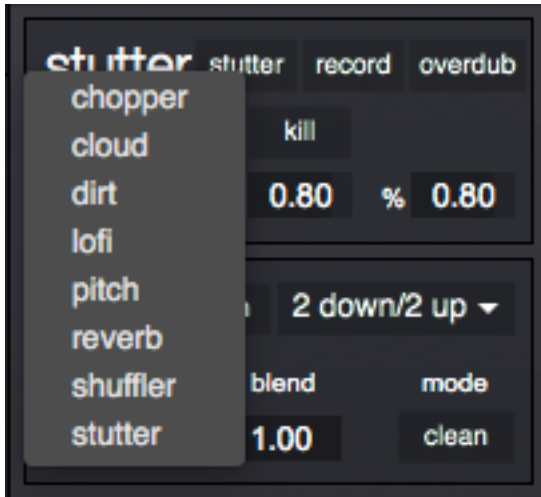 stutter stutter record overdub
chopper
cloud
kill
dirt
0.80 % 0.80
lofi
pitch
2 down/2 up
reverb
shuffler
blend mode
stutter
1.00 clean